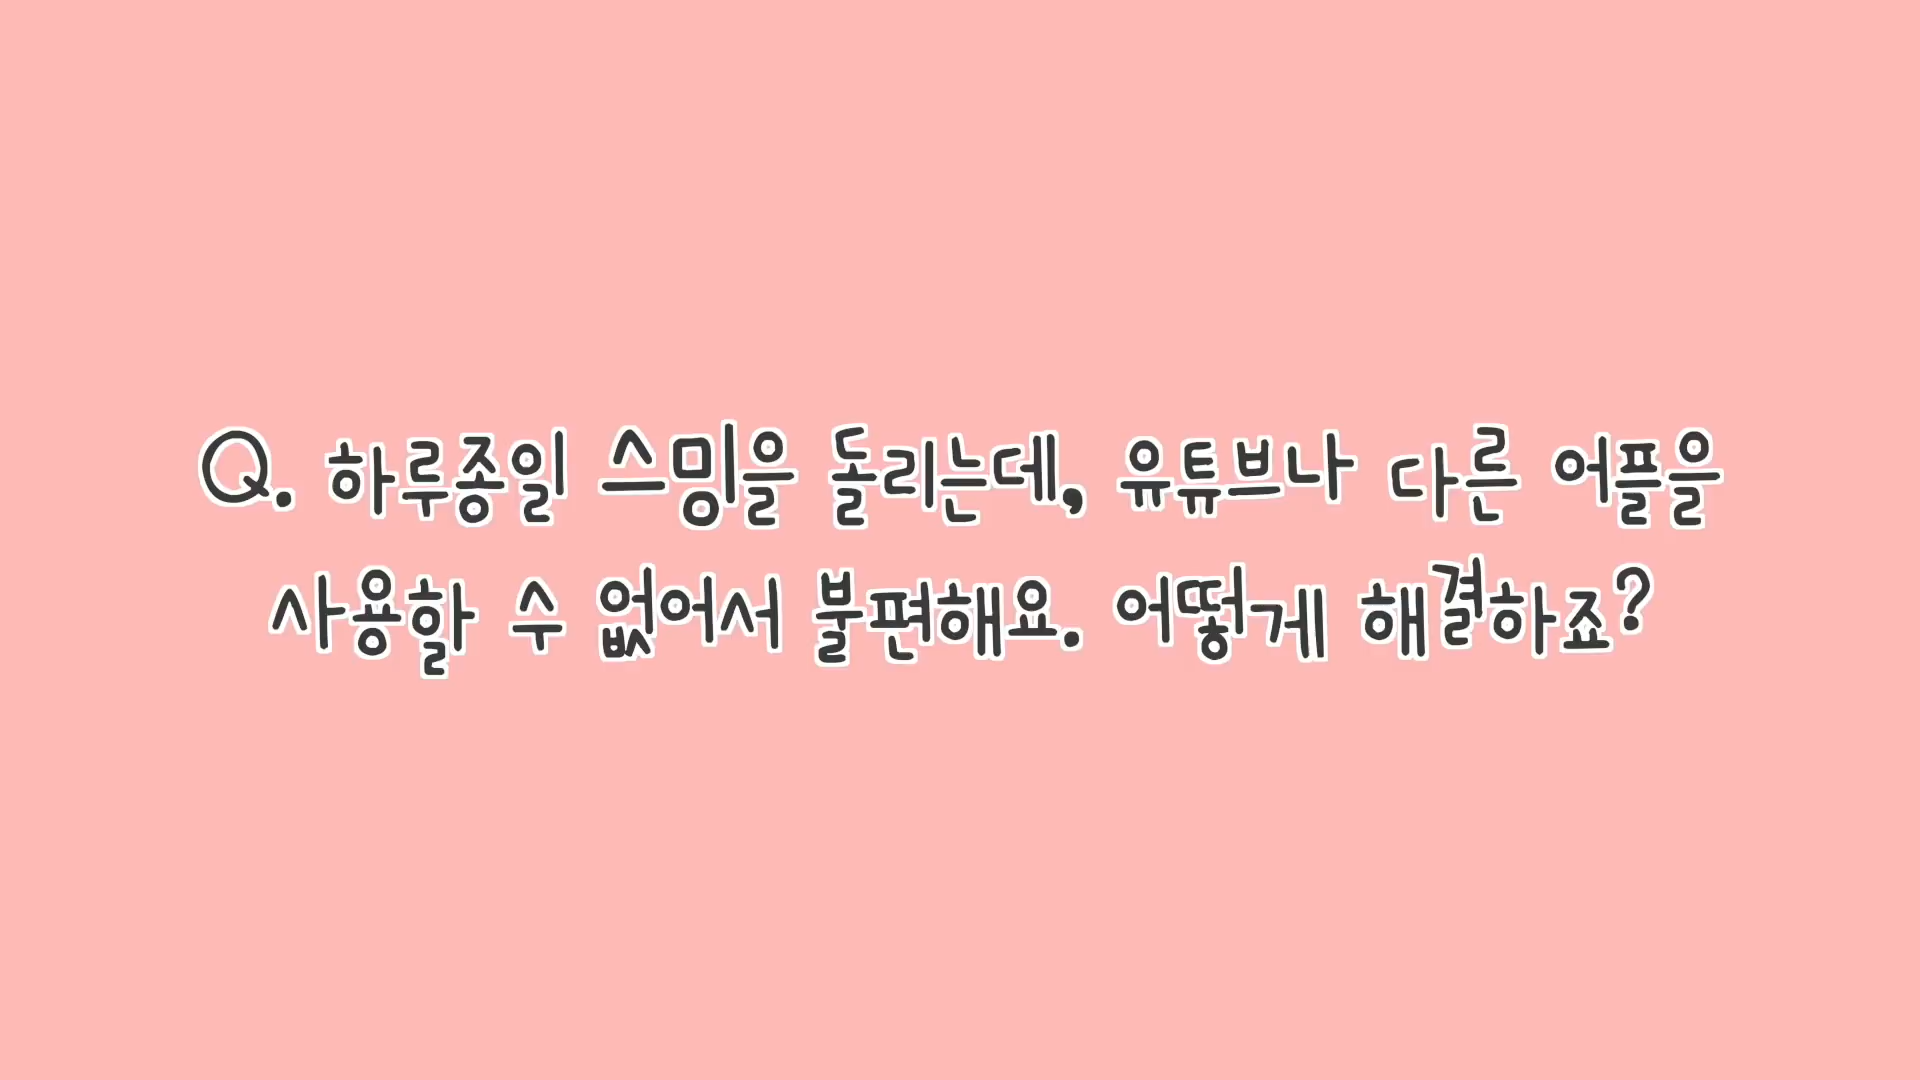 Q. 하루종일 스밍을 돌리는데, 유튜브나 다른 어플을
사용할 수 없어서 불편해요. 어떻게 해결하죠?